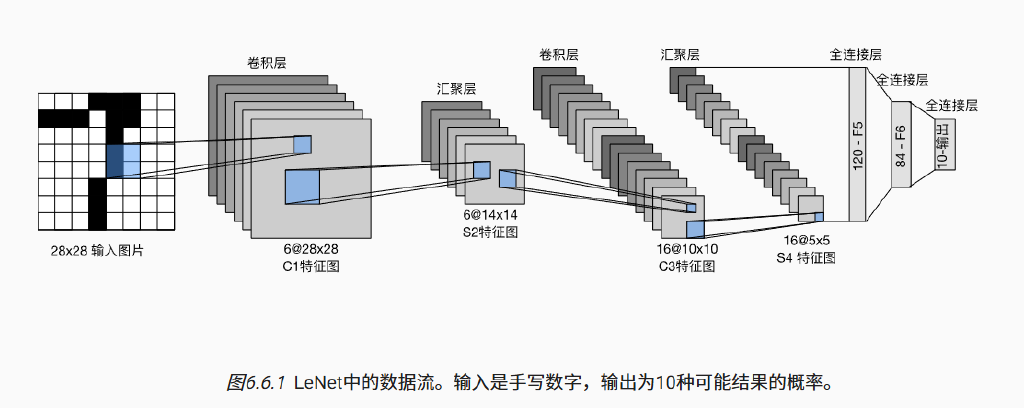 卷积层
汇聚层
卷积层
汇聚层
全连接层
全连接层
全连接层
120 - F5
84 - F6
10-输出
28x28 输入图片
6@28x28
C1特征图
6@14x14
S2特征图
16@10x10
C3特征图
16@5x5
S4 特征图
图6.6.1 LeNet中的数据流。输入是手写数字，输出为10种可能结果的概率。